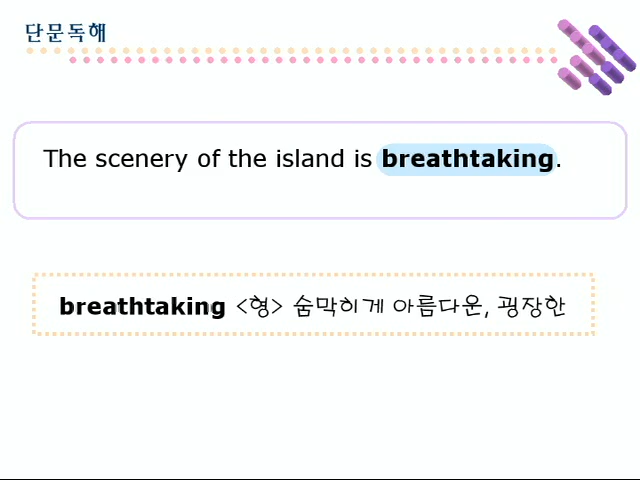 단문독해
The scenery of the island is breathtaking.
breathtaking <형> 숨막히게 아름다운, 굉장한